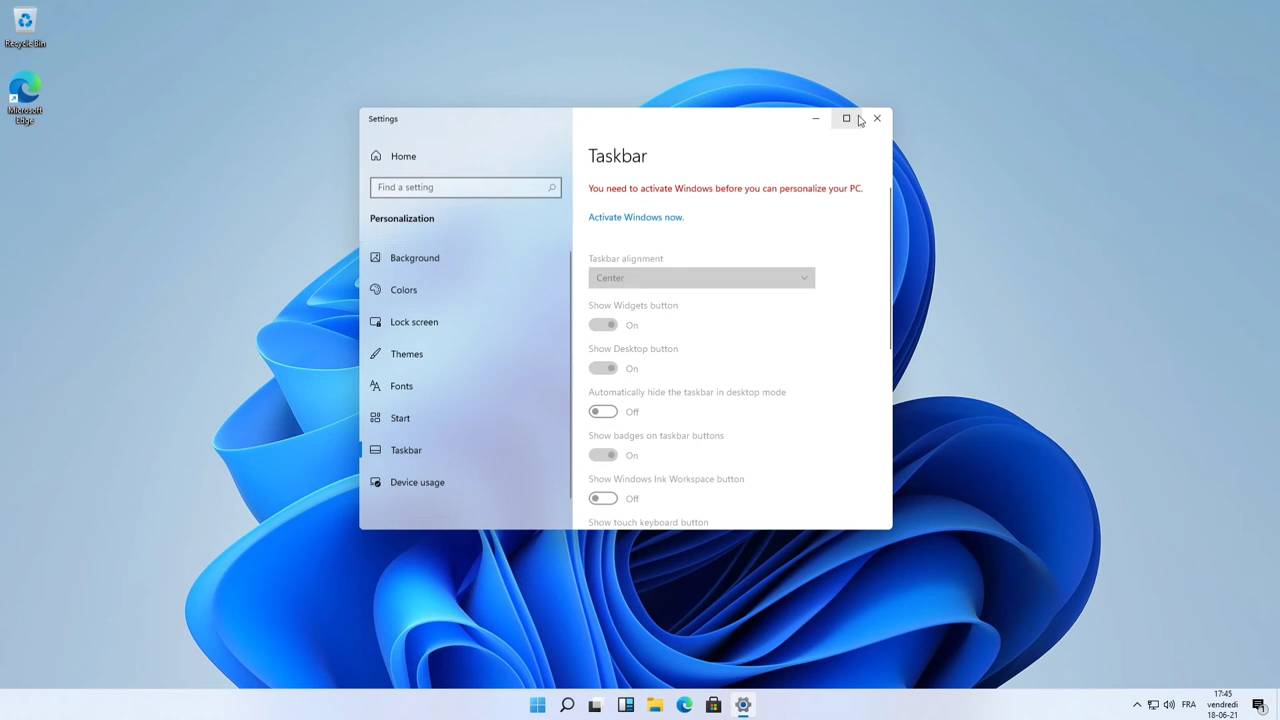 Recycle Bin
Microsoft
Edge
Settings
Home
Find a setting
Personalization
Background
Colors
Lock screen
Themes
Fonts
Start
Taskbar
Device usage
Taskbar
You need to activate Windows before you can personalize your PC.
Activate Windows now.
Taskbar alignment
Center
Show Widgets button
On
Show Desktop button
On
Automatically hide the taskbar in desktop mode
Off
Show badges on taskbar buttons
On
Show Windows Ink Workspace button
Off
Show touch keyboard button
FRA
17:45
vendredi
18-06-21
1